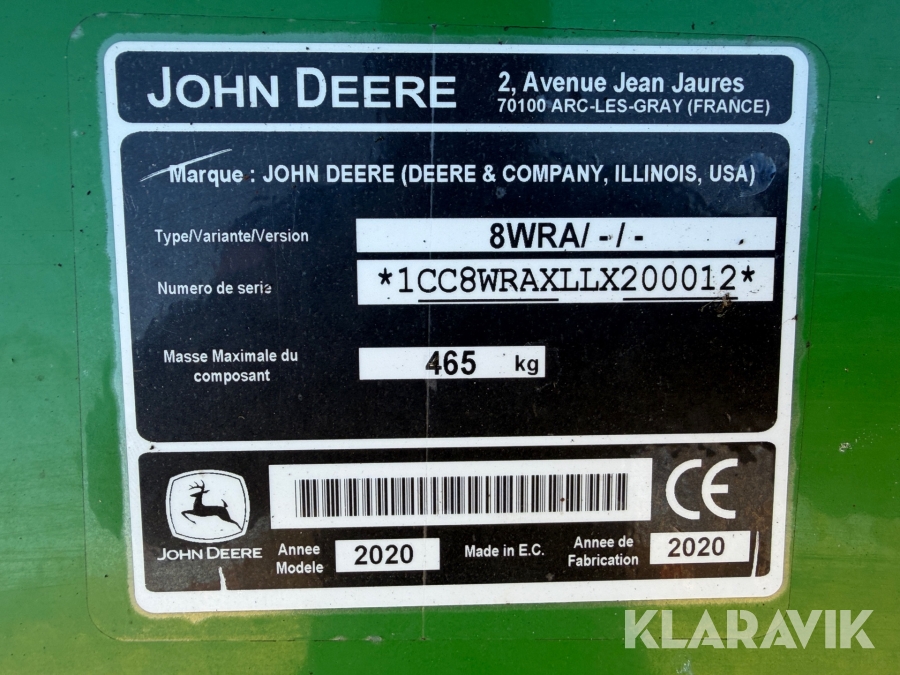 JOHN DEERE
2, Avenue Jean Jaures
70100 ARC-LES-GRAY (FRANCE)
Marque : JOHN DEERE (DEERE & COMPANY, ILLINOIS, USA)
Type/Variante/Version 8WRA/ - / -
Numero de serie *1CC8WRAXLLX200012*
Masse Maximale du composant 465 kg
JOHN DEERE
Annee Modele 2020
Made in E.C.
Annee de Fabrication 2020
CE
KLARAVIK